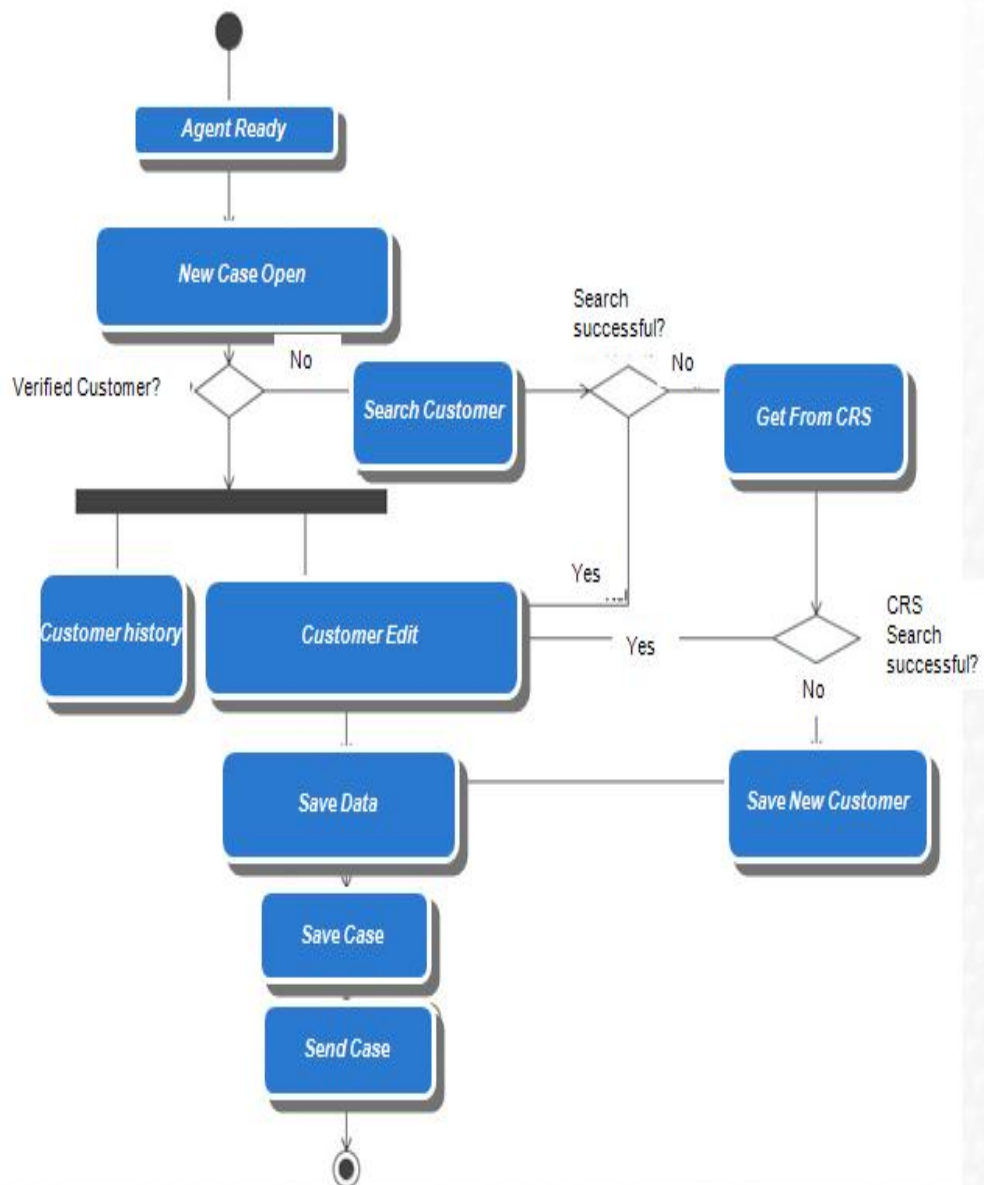 Agent Ready
New Case Open
Search
successful?
No
No
Verified Customer?
Search Customer
Get From CRS
Yes
CRS
Search
successful?
Customer history
Customer Edit
Yes
No
Save Data
Save New Customer
Save Case
Send Case